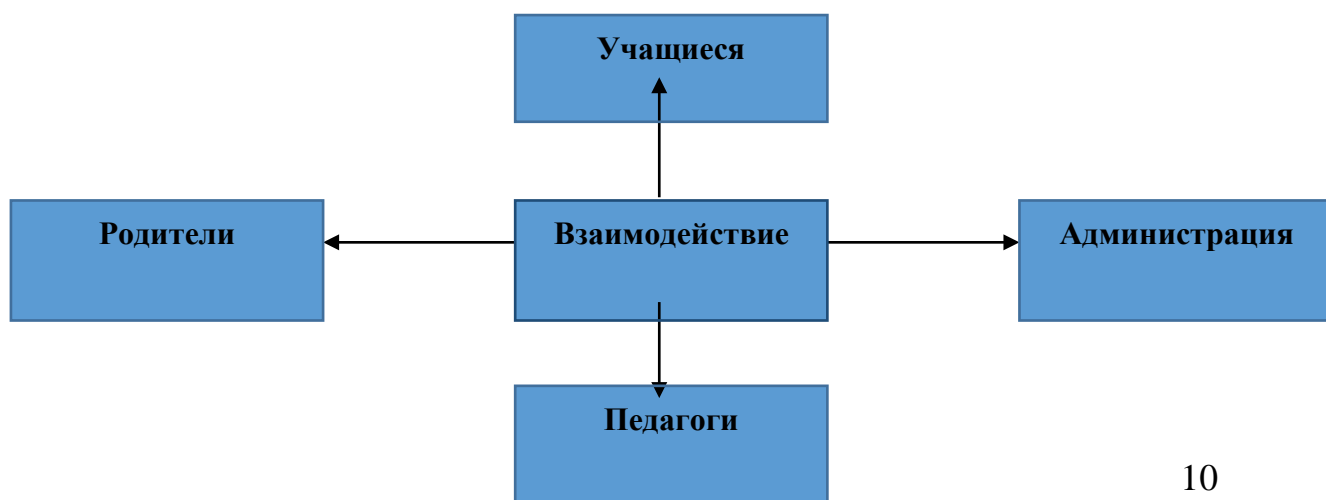 Учащиеся
Родители
Взаимодействие
Администрация
Педагоги
10